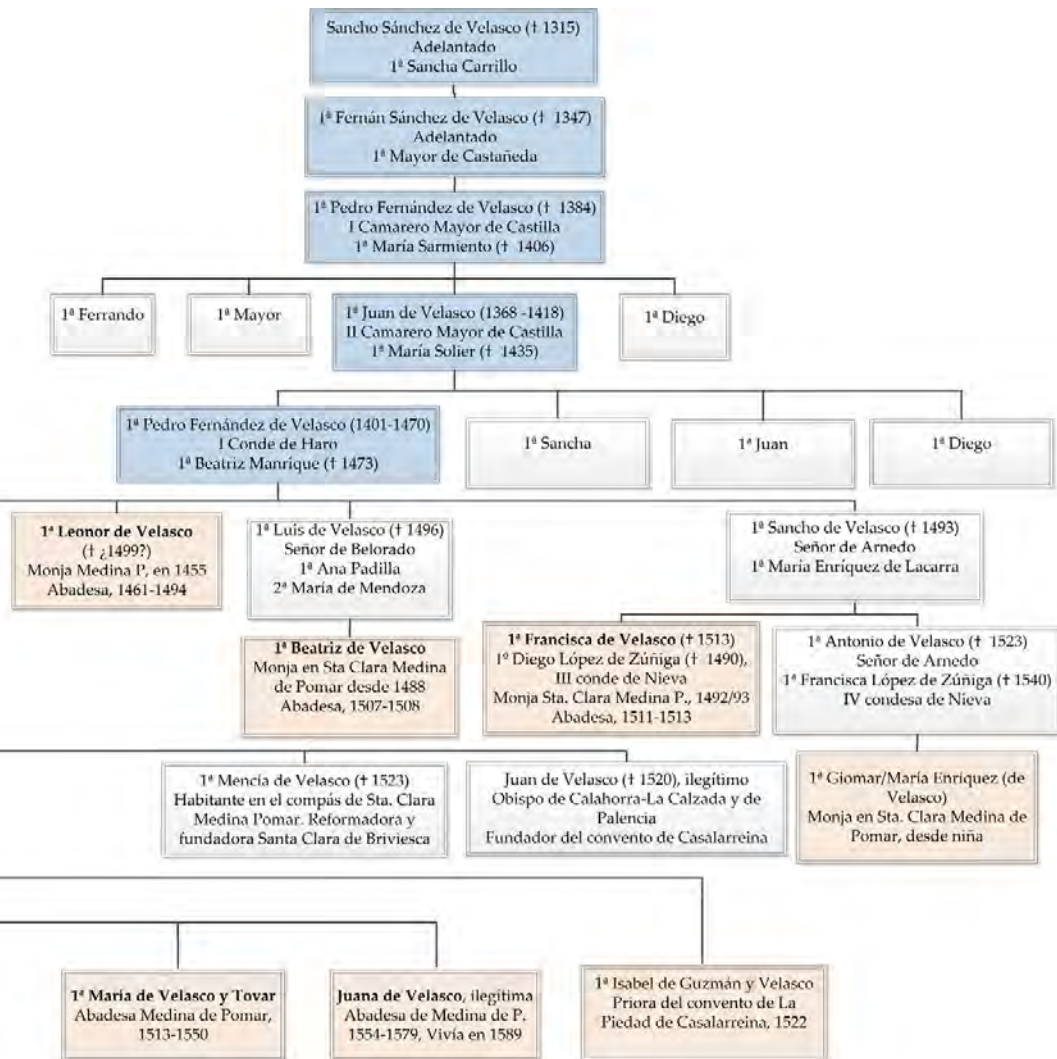 Sancho Sánchez de Velasco († 1315)
Adelantado
1ª Sancha Carrillo
1ª Fernán Sánchez de Velasco († 1347)
Adelantado
1ª Mayor de Castañeda
1ª Pedro Fernández de Velasco († 1384)
I Camarero Mayor de Castilla
1ª María Sarmiento († 1406)
1ª Ferrando
1ª Mayor
1ª Juan de Velasco (1368 -1418)
II Camarero Mayor de Castilla
1ª María Solier († 1435)
1ª Diego
1ª Pedro Fernández de Velasco (1401-1470)
I Conde de Haro
1ª Beatriz Manrique († 1473)
1ª Sancha
1ª Juan
1ª Diego
1ª Leonor de Velasco
(† ¿1499?)
Monja Medina P, en 1455
Abadesa, 1461-1494
1ª Luis de Velasco († 1496)
Señor de Belorado
1ª Ana Padilla
2ª María de Mendoza
1ª Sancho de Velasco († 1493)
Señor de Arnedo
1ª María Enríquez de Lacarra
1ª Beatriz de Velasco
Monja en Sta Clara Medina
de Pomar desde 1488
Abadesa, 1507-1508
1ª Francisca de Velasco († 1513)
1º Diego López de Zúñiga († 1490),
III conde de Nieva
Monja Sta. Clara Medina P., 1492/93
Abadesa, 1511-1513
1ª Antonio de Velasco († 1523)
Señor de Arnedo
1ª Francisca López de Zúñiga († 1540)
IV condesa de Nieva
1ª Mencía de Velasco († 1523)
Habitante en el compás de Sta. Clara
Medina Pomar. Reformadora y
fundadora Santa Clara de Briviesca
Juan de Velasco († 1520), ilegítimo
Obispo de Calahorra-La Calzada y de
Palencia
Fundador del convento de Casalarreina
1ª Giomar/María Enríquez (de
Velasco)
Monja en Sta. Clara Medina de
Pomar, desde niña
1ª María de Velasco y Tovar
Abadesa Medina de Pomar,
1513-1550
Juana de Velasco, ilegítima
Abadesa de Medina de P.
1554-1579, Vivía en 1589
1ª Isabel de Guzmán y Velasco
Priora del convento de La
Piedad de Casalarreina, 1522